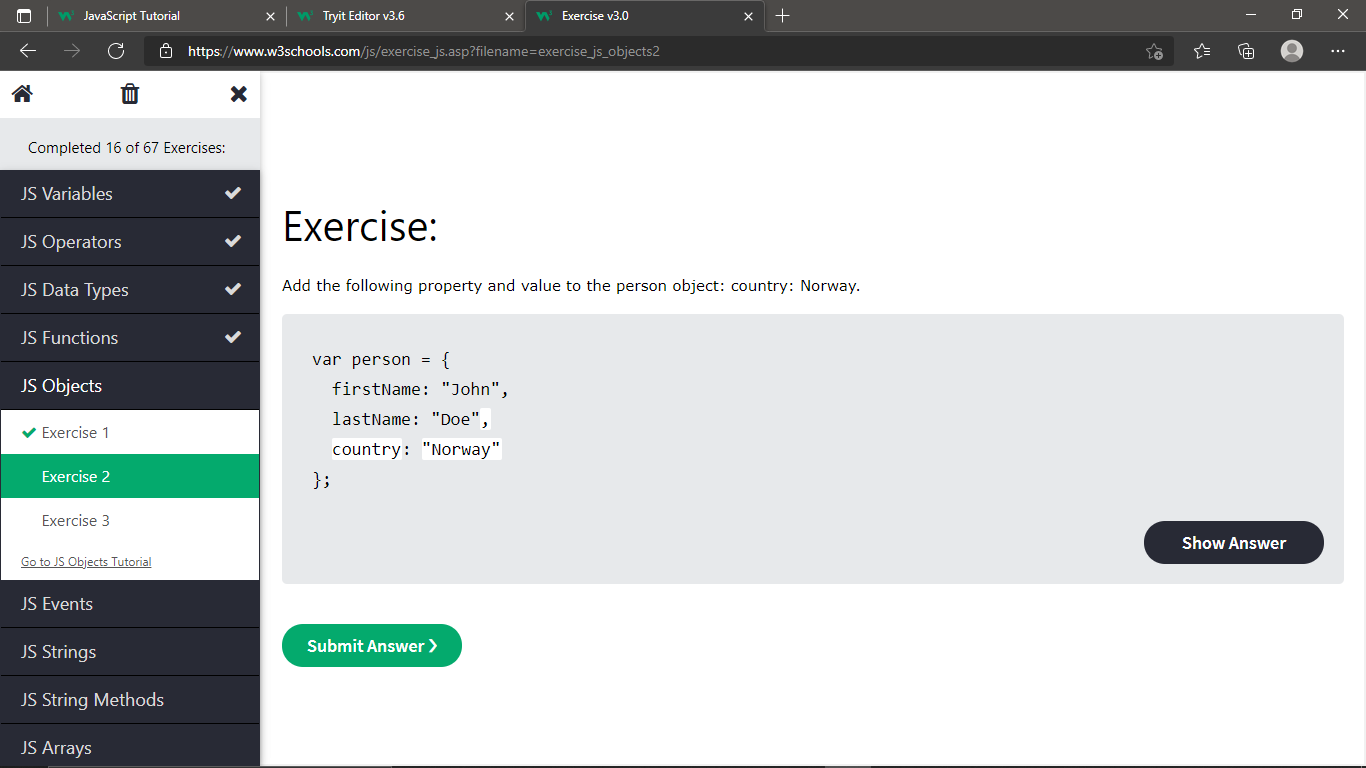 JavaScript Tutorial
Tryit Editor v3.6
Exercise v3.0
https://www.w3schools.com/js/exercise_js.asp?filename=exercise_js_objects2
Completed 16 of 67 Exercises:
JS Variables
JS Operators
JS Data Types
JS Functions
JS Objects
Exercise 1
Exercise 2
Exercise 3
Go to JS Objects Tutorial
JS Events
JS Strings
JS String Methods
JS Arrays
Exercise:
Add the following property and value to the person object: country: Norway.
var person = {
firstName: "John",
lastName: "Doe",
country: "Norway"
};
Show Answer
Submit Answer ❯